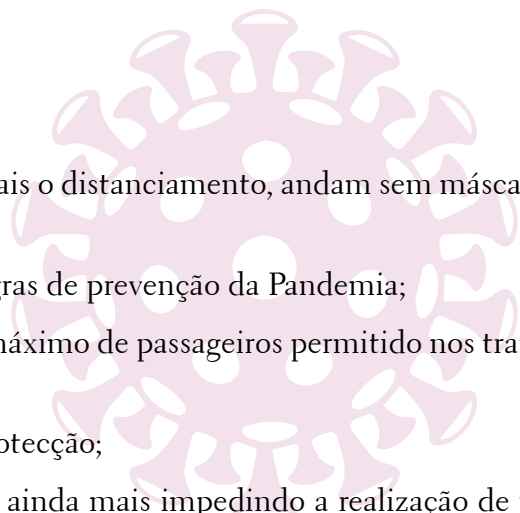 ais o distanciamento, andam sem másca
gras de prevenção da Pandemia;
náximo de passageiros permitido nos tra
otecção;
ainda mais impedindo a realização de